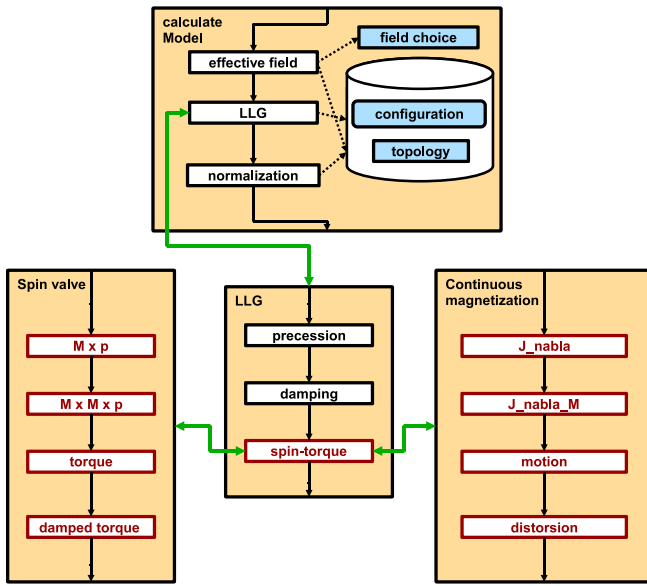 calculate
Model
field choice
effective field
LLG
configuration
topology
normalization
Spin valve
M x p
M x M x p
torque
damped torque
LLG
precession
damping
spin-torque
Continuous
magnetization
J_nabla
J_nabla_M
motion
distorsion